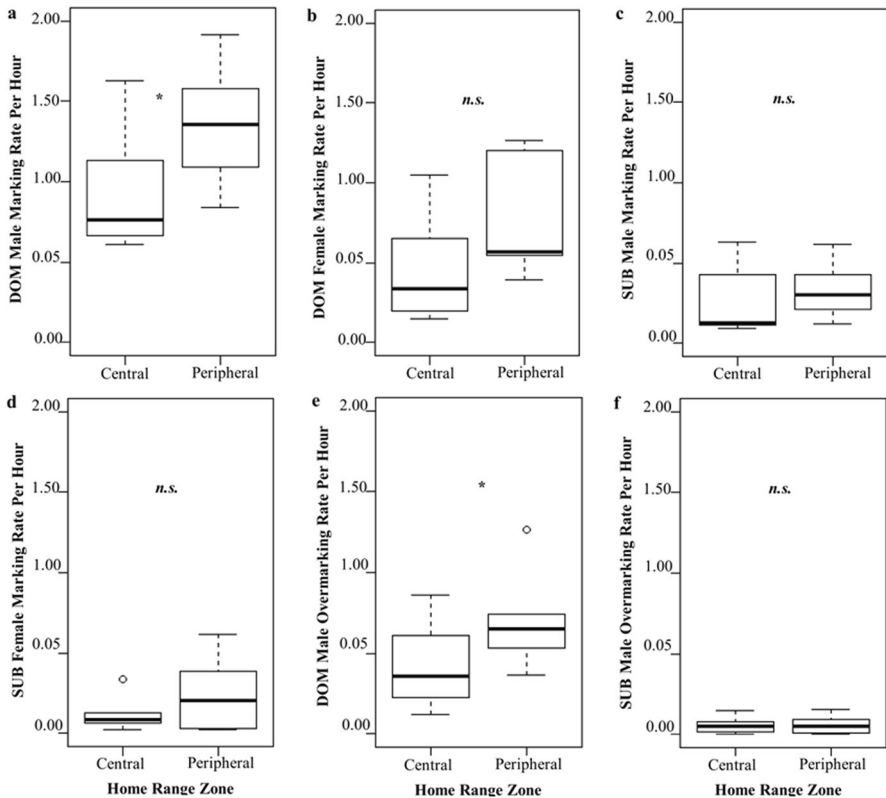 a
DOM Male Marking Rate Per Hour
2.00
1.50
1.00
0.05
0.00
*
Central Peripheral
b
DOM Female Marking Rate Per Hour
2.00
1.50
1.00
0.05
0.00
n.s.
Central Peripheral
c
SUB Male Marking Rate Per Hour
2.00
1.50
1.00
0.05
0.00
n.s.
Central Peripheral
d
SUB Female Marking Rate Per Hour
2.00
1.50
1.00
0.05
0.00
n.s.
Central Peripheral
Home Range Zone
e
DOM Male Overmarking Rate Per Hour
2.00
1.50
1.00
0.05
0.00
*
Central Peripheral
Home Range Zone
f
SUB Male Overmarking Rate Per Hour
2.00
1.50
1.00
0.05
0.00
n.s.
Central Peripheral
Home Range Zone